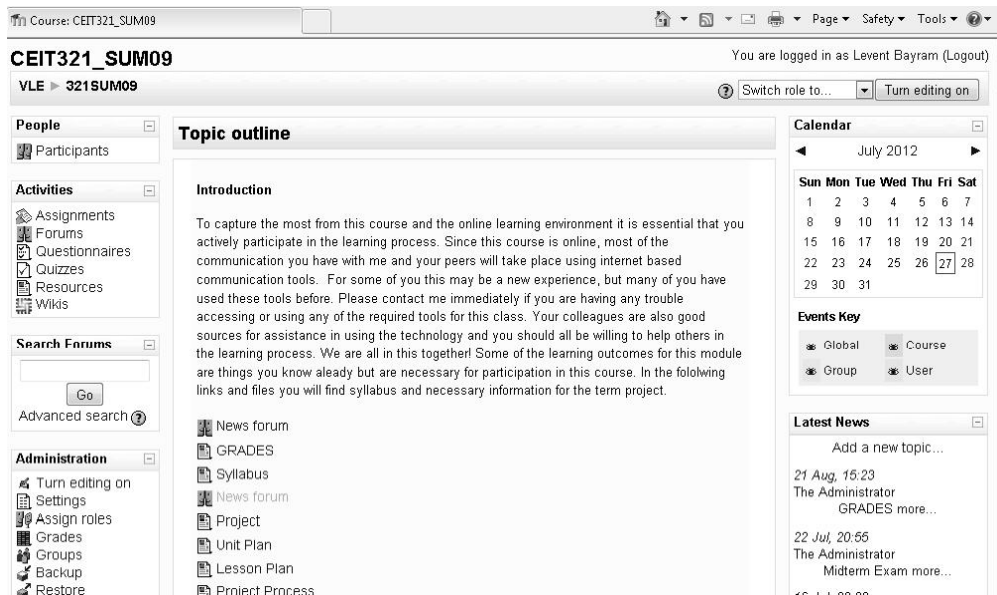 Course: CEIT321_SUM09
Page Safety Tools
CEIT321_SUM09
You are logged in as Levent Bayram (Logout)
VLE ► 321SUM09
Switch role to... Turn editing on
People
Participants
Activities
Assignments
Forums
Questionnaires
Quizzes
Resources
Wikis
Search Forums
Go
Advanced search
Administration
Turn editing on
Settings
Assign roles
Grades
Groups
Backup
Restore
Topic outline
Introduction
To capture the most from this course and the online learning environment it is essential that you
actively participate in the learning process. Since this course is online, most of the
communication you have with me and your peers will take place using internet based
communication tools. For some of you this may be a new experience, but many of you have
used these tools before. Please contact me immediately if you are having any trouble
accessing or using any of the required tools for this class. Your colleagues are also good
sources for assistance in using the technology and you should all be willing to help others in
the learning process. We are all in this together! Some of the learning outcomes for this module
are things you know aleady but are necessary for participation in this course. In the fololwing
links and files you will find syllabus and necessary information for the term project.
News forum
GRADES
Syllabus
News forum
Project
Unit Plan
Lesson Plan
Project Process
Calendar
◄ July 2012 ►
Sun Mon Tue Wed Thu Fri Sat
1 2 3 4 5 6 7
8 9 10 11 12 13 14
15 16 17 18 19 20 21
22 23 24 25 26 27 28
29 30 31
Events Key
Global Course
Group User
Latest News
Add a new topic...
21 Aug, 15:23
The Administrator
GRADES more...
22 Jul, 20:55
The Administrator
Midterm Exam more...